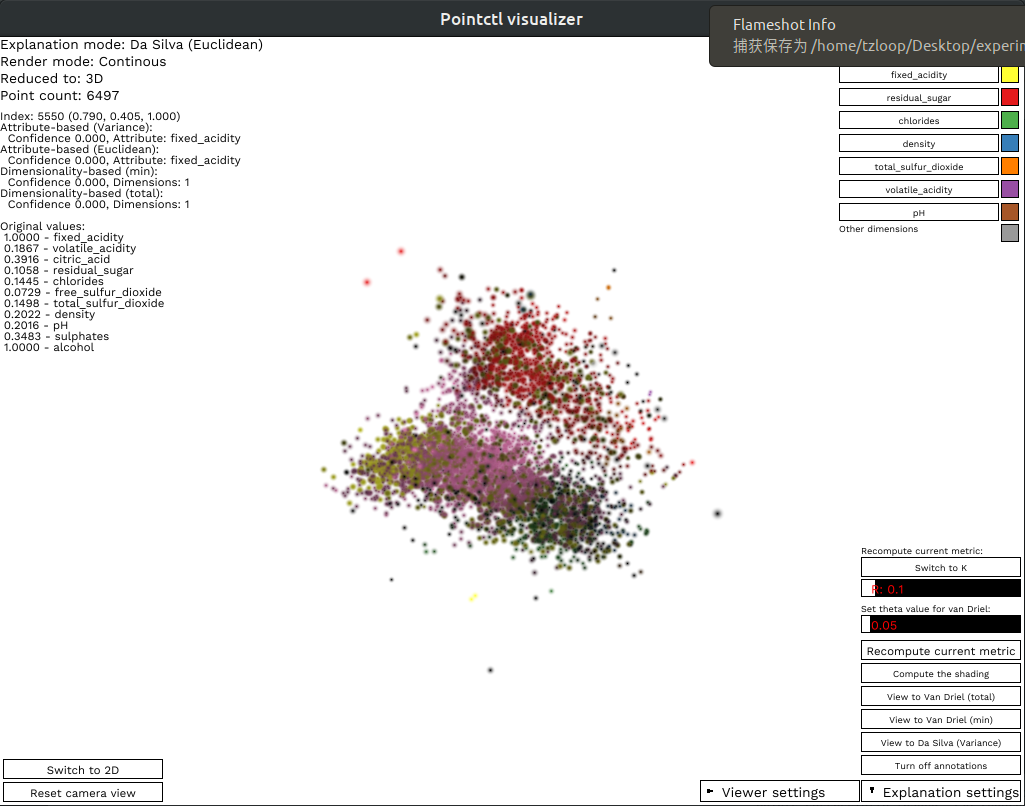 Pointctl visualizer
Flameshot Info
捕获保存为 /home/tzloop/Desktop/experim
Explanation mode: Da Silva (Euclidean)
Render mode: Continous
Reduced to: 3D
Point count: 6497
Index: 5550 (0.790, 0.405, 1.000)
Attribute-based (Variance):
Confidence 0.000, Attribute: fixed_acidity
Attribute-based (Euclidean):
Confidence 0.000, Attribute: fixed_acidity
Dimensionality-based (min):
Confidence 0.000, Dimensions: 1
Dimensionality-based (total):
Confidence 0.000, Dimensions: 1
Original values:
1.0000 - fixed_acidity
0.1867 - volatile_acidity
0.3916 - citric_acid
0.1058 - residual_sugar
0.1445 - chlorides
0.0729 - free_sulfur_dioxide
0.1498 - total_sulfur_dioxide
0.2022 - density
0.2016 - pH
0.3483 - sulphates
1.0000 - alcohol
fixed_acidity
residual_sugar
chlorides
density
total_sulfur_dioxide
volatile_acidity
pH
Other dimensions
Recompute current metric:
Switch to K
R: 0.1
Set theta value for van Driel:
0.05
Recompute current metric
Compute the shading
View to Van Driel (total)
View to Van Driel (min)
View to Da Silva (Variance)
Turn off annotations
Switch to 2D
Reset camera view
Viewer settings
Explanation settings